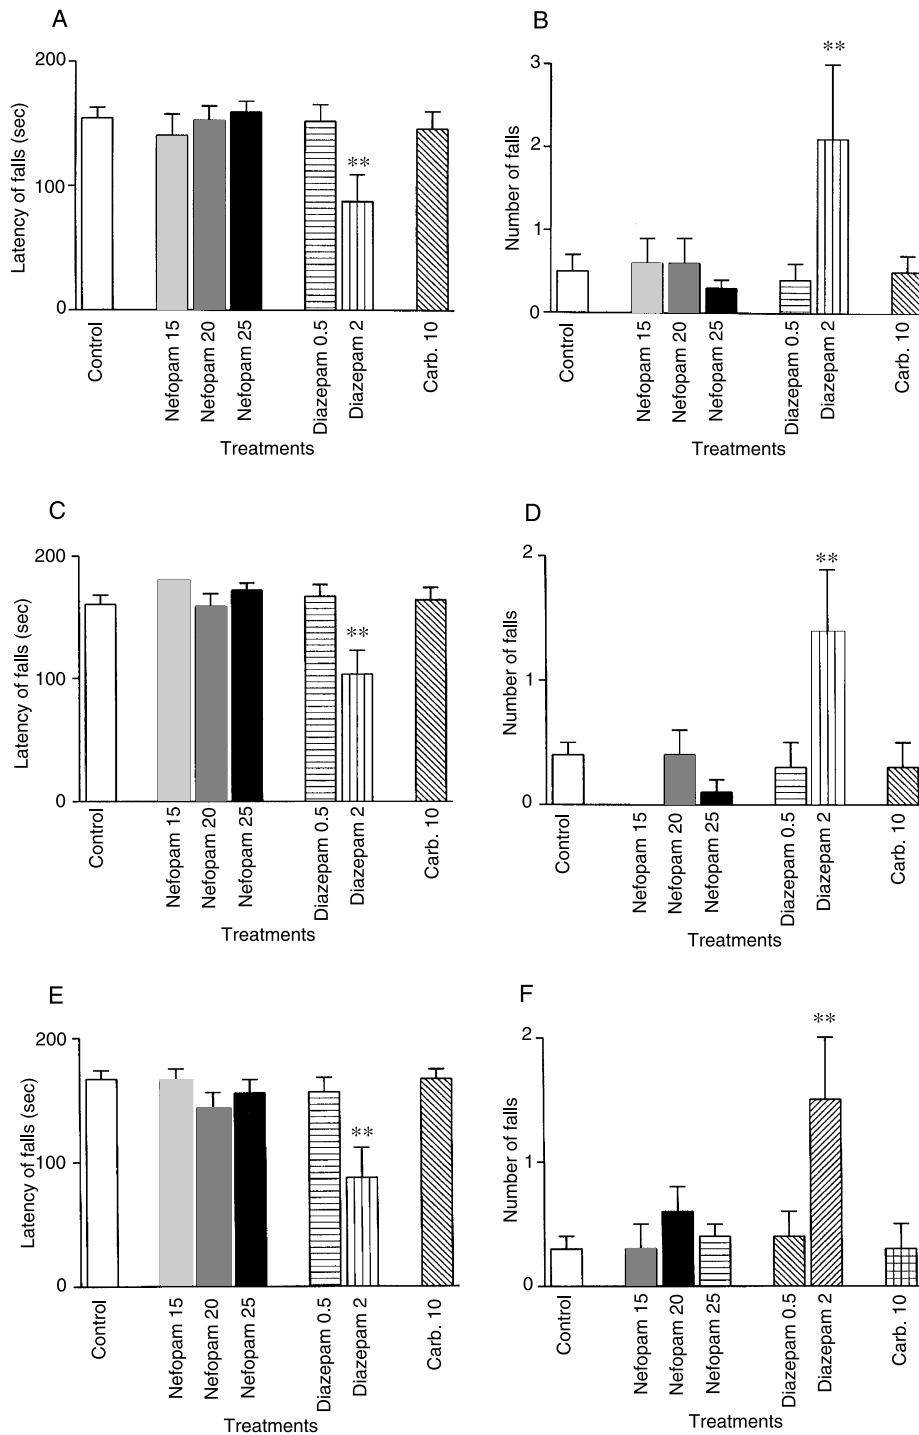 A
B
200
100
0
Latency of falls (sec)
**
Control
Nefopam 15
Nefopam 20
Nefopam 25
Diazepam 0.5
Diazepam 2
Carb. 10
Treatments
3
2
1
0
Number of falls
**
Control
Nefopam 15
Nefopam 20
Nefopam 25
Diazepam 0.5
Diazepam 2
Carb. 10
Treatments
C
D
200
100
0
Latency of falls (sec)
**
Control
Nefopam 15
Nefopam 20
Nefopam 25
Diazepam 0.5
Diazepam 2
Carb. 10
Treatments
2
1
0
Number of falls
**
Control
Nefopam 15
Nefopam 20
Nefopam 25
Diazepam 0.5
Diazepam 2
Carb. 10
Treatments
E
F
200
100
0
Latency of falls (sec)
**
Control
Nefopam 15
Nefopam 20
Nefopam 25
Diazepam 0.5
Diazepam 2
Carb. 10
Treatments
2
1
0
Number of falls
**
Control
Nefopam 15
Nefopam 20
Nefopam 25
Diazepam 0.5
Diazepam 2
Carb. 10
Treatments